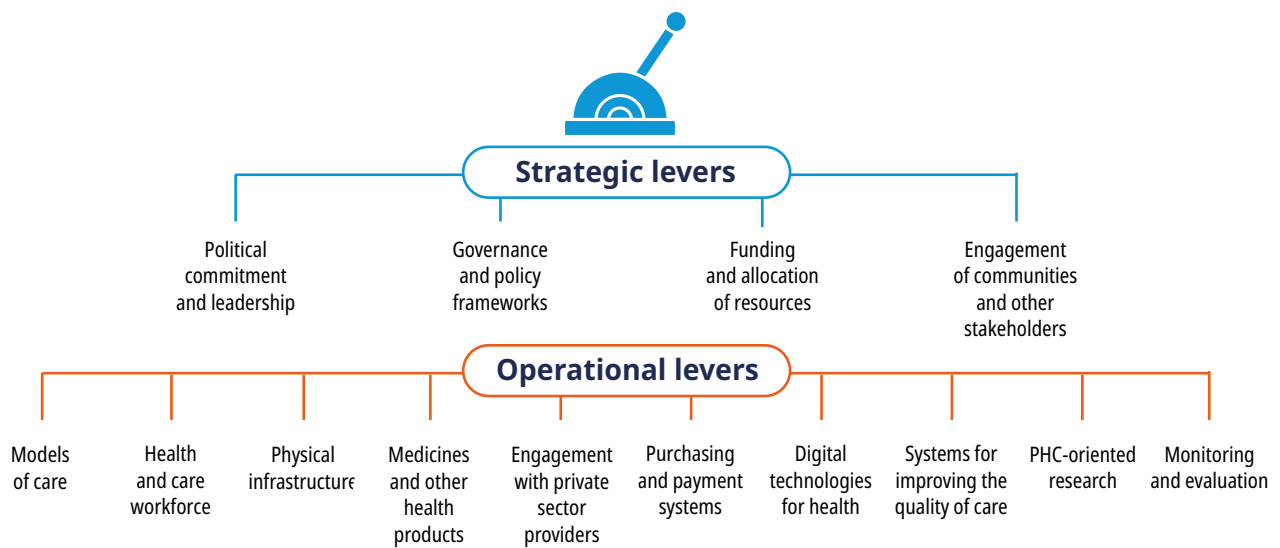 Strategic levers
Political
commitment
and leadership
Governance
and policy
frameworks
Funding
and allocation
of resources
Engagement
of communities
and other
stakeholders
Operational levers
Models
of care
Health
and care
workforce
Physical
infrastructure
Medicines
and other
health
products
Engagement
with private
sector
providers
Purchasing
and payment
systems
Digital
technologies
for health
Systems for
improving the
quality of care
PHC-oriented
research
Monitoring
and evaluation